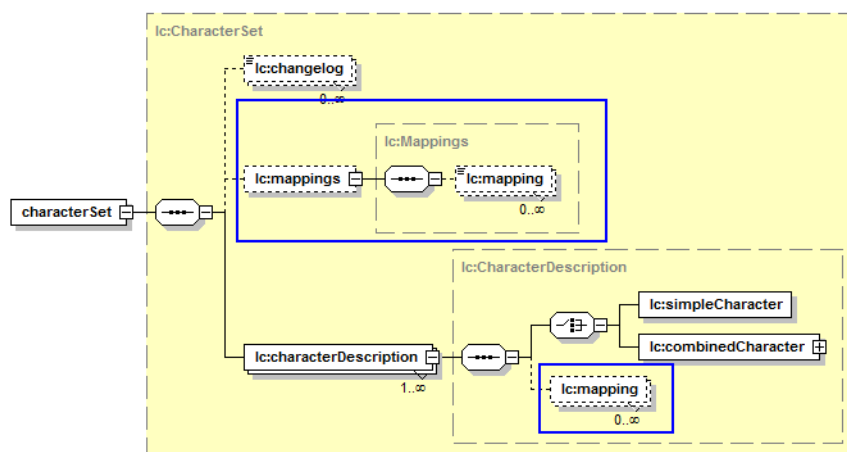 lc:CharacterSet
lc:changelog
0..∞
lc:Mappings
lc:mappings
lc:mapping
0..∞
characterSet
lc:CharacterDescription
lc:simpleCharacter
lc:characterDescription
lc:combinedCharacter
1..∞
lc:mapping
0..∞